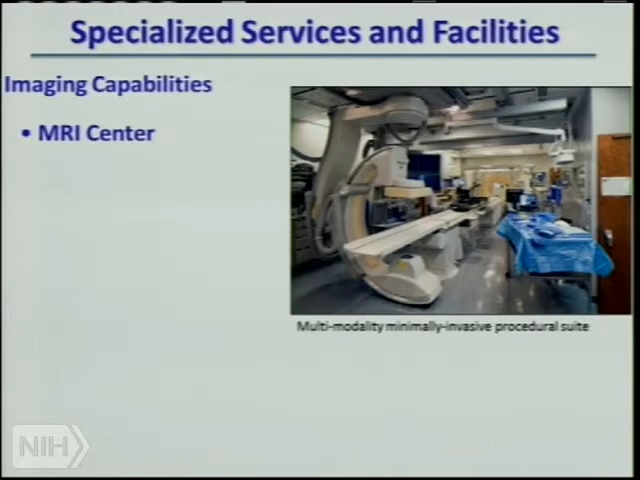 Specialized Services and Facilities
Imaging Capabilities
• MRI Center
Multi-modality minimally-invasive procedural suite
NIH